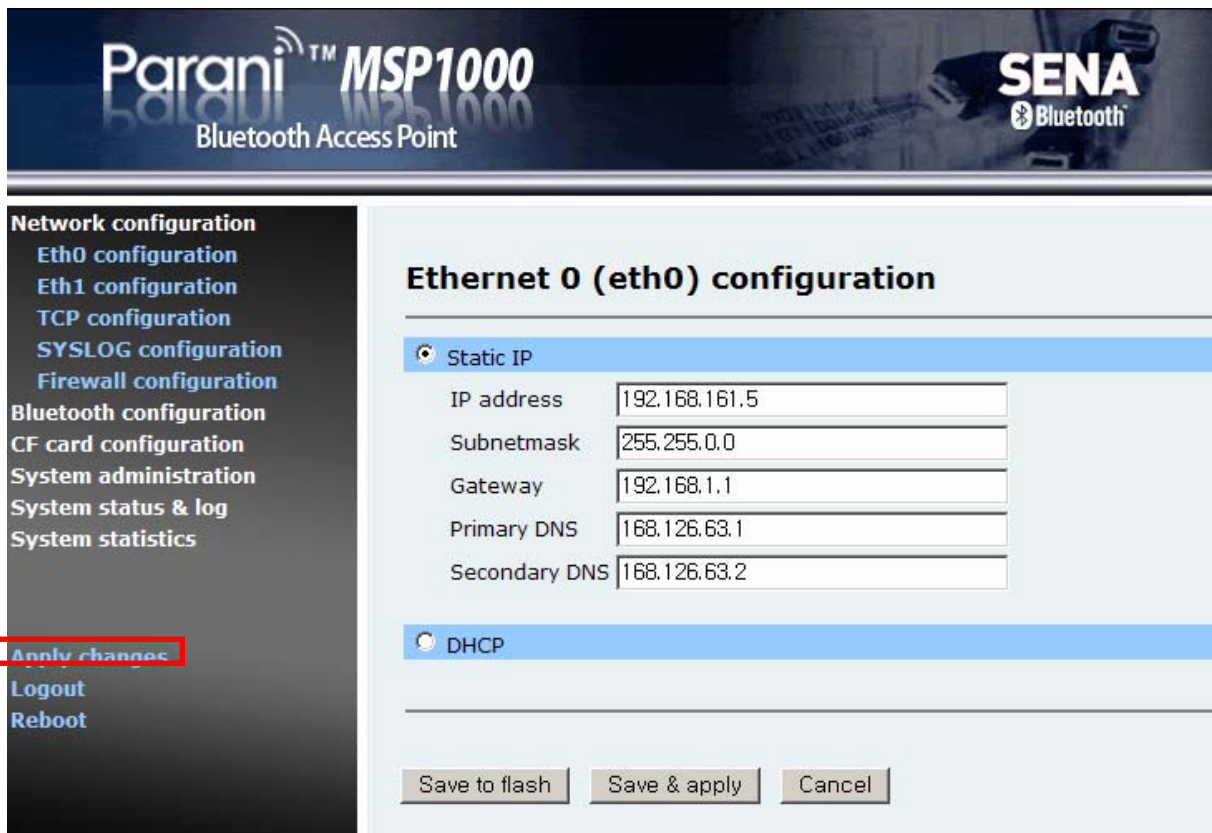 Parani™ MSP1000
Bluetooth Access Point
SENA
Bluetooth
Network configuration
Eth0 configuration
Eth1 configuration
TCP configuration
SYSLOG configuration
Firewall configuration
Bluetooth configuration
CF card configuration
System administration
System status & log
System statistics
Apply changes
Logout
Reboot
Ethernet 0 (eth0) configuration
Static IP
IP address 192.168.161.5
Subnetmask 255.255.0.0
Gateway 192.168.1.1
Primary DNS 168.126.63.1
Secondary DNS 168.126.63.2
DHCP
Save to flash Save & apply Cancel